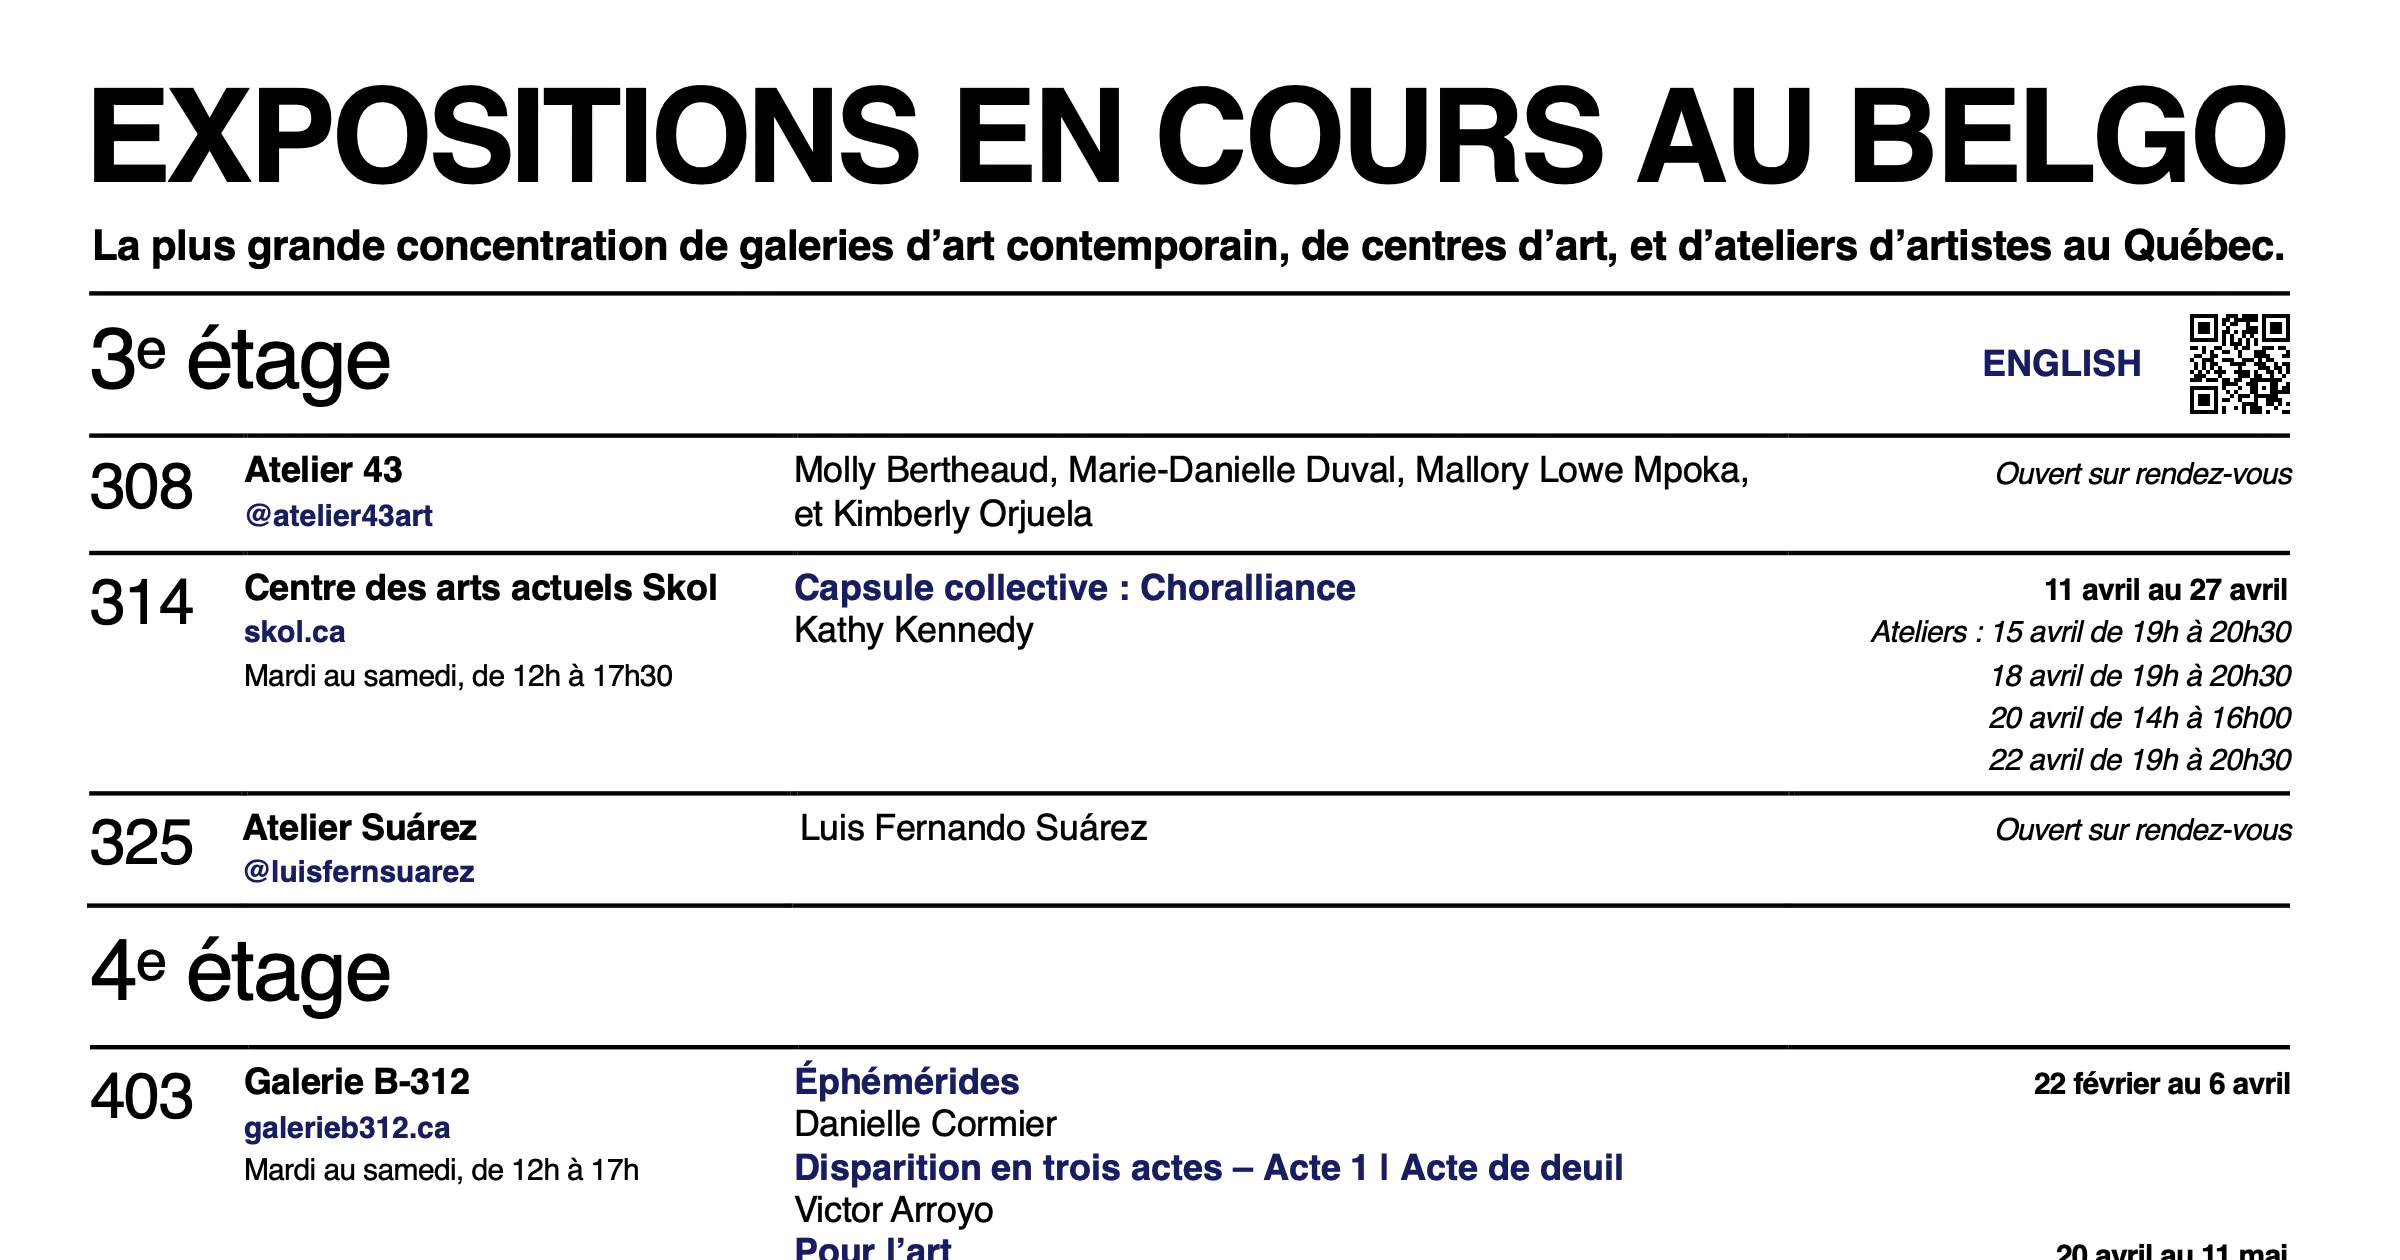 EXPOSITIONS EN COURS AU BELGO
La plus grande concentration de galeries d’art contemporain, de centres d’art, et d’ateliers d’artistes au Québec.
3e étage
ENGLISH
308
Atelier 43
@atelier43art
Molly Bertheaud, Marie-Danielle Duval, Mallory Lowe Mpoka,
et Kimberly Orjuela
Ouvert sur rendez-vous
314
Centre des arts actuels Skol
skol.ca
Mardi au samedi, de 12h à 17h30
Capsule collective : Choralliance
Kathy Kennedy
11 avril au 27 avril
Ateliers : 15 avril de 19h à 20h30
18 avril de 19h à 20h30
20 avril de 14h à 16h00
22 avril de 19h à 20h30
325
Atelier Suárez
@luisfernsuarez
Luis Fernando Suárez
Ouvert sur rendez-vous
4e étage
403
Galerie B-312
galerieb312.ca
Mardi au samedi, de 12h à 17h
Éphémérides
Danielle Cormier
Disparition en trois actes – Acte 1 | Acte de deuil
Victor Arroyo
Pour l’art
22 février au 6 avril
20 avril au 11 mai